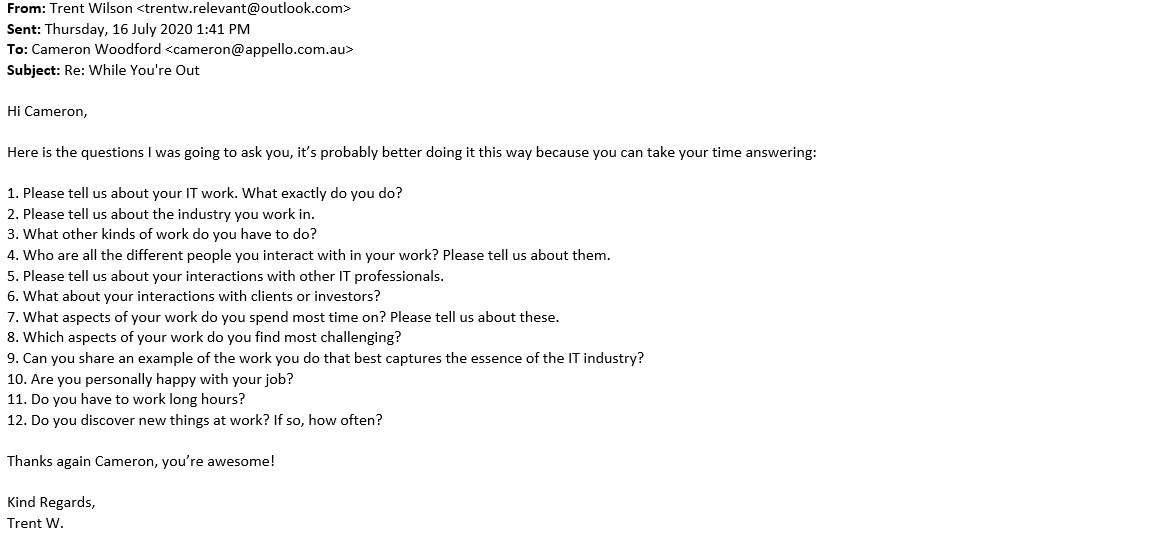 From: Trent Wilson <trentw.relevant@outlook.com>
Sent: Thursday, 16 July 2020 1:41 PM
To: Cameron Woodford <cameron@appello.com.au>
Subject: Re: While You're Out
Hi Cameron,
Here is the questions I was going to ask you, it’s probably better doing it this way because you can take your time answering:
1. Please tell us about your IT work. What exactly do you do?
2. Please tell us about the industry you work in.
3. What other kinds of work do you have to do?
4. Who are all the different people you interact with in your work? Please tell us about them.
5. Please tell us about your interactions with other IT professionals.
6. What about your interactions with clients or investors?
7. What aspects of your work do you spend most time on? Please tell us about these.
8. Which aspects of your work do you find most challenging?
9. Can you share an example of the work you do that best captures the essence of the IT industry?
10. Are you personally happy with your job?
11. Do you have to work long hours?
12. Do you discover new things at work? If so, how often?
Thanks again Cameron, you’re awesome!
Kind Regards,
Trent W.